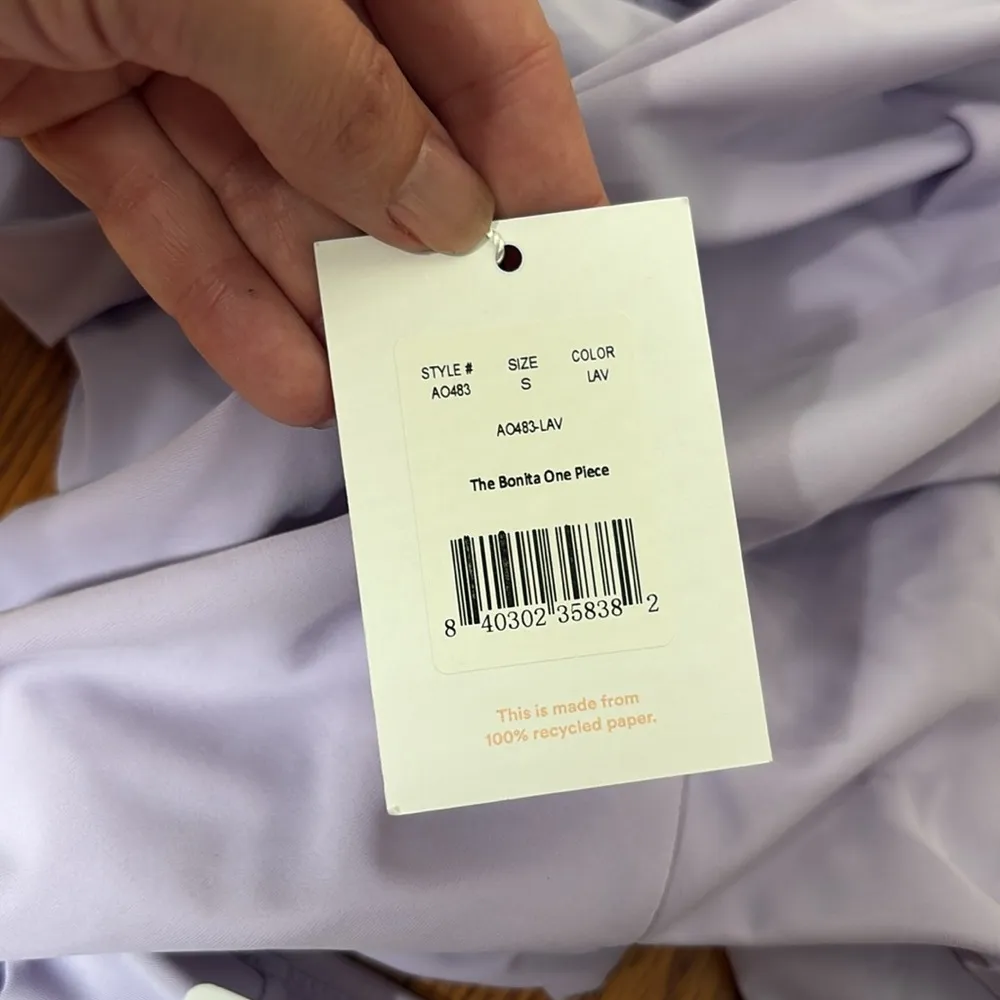 STYLE # SIZE COLOR
AO483 S LAV
AO483-LAV
The Bonita One Piece
8 40302 35838 2
This is made from
100% recycled paper.